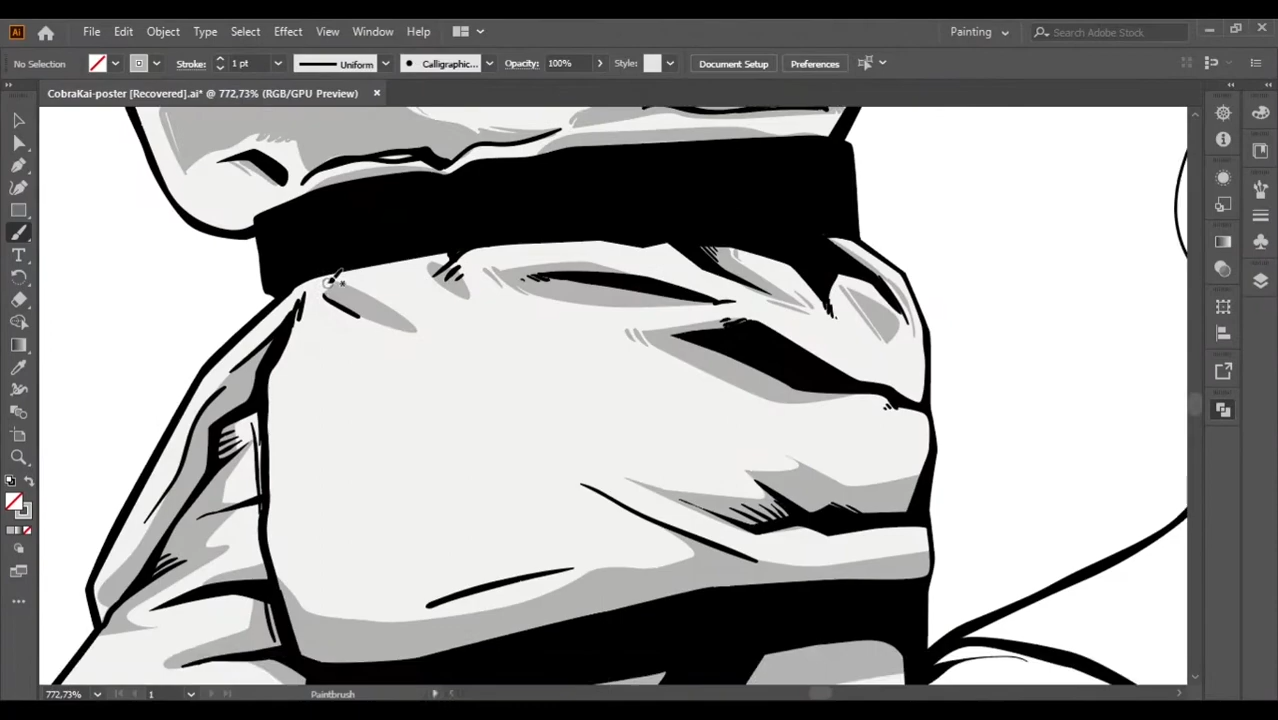 Ai File Edit Object Type Select Effect View Window Help Painting Search Adobe Stock
No Selection Stroke: 1 pt Uniform Calligraphic... Opacity: 100% Style: Document Setup Preferences
CobraKai-poster [Recovered].ai* @ 772,73% (RGB/GPU Preview)
772,73% 1 Paintbrush